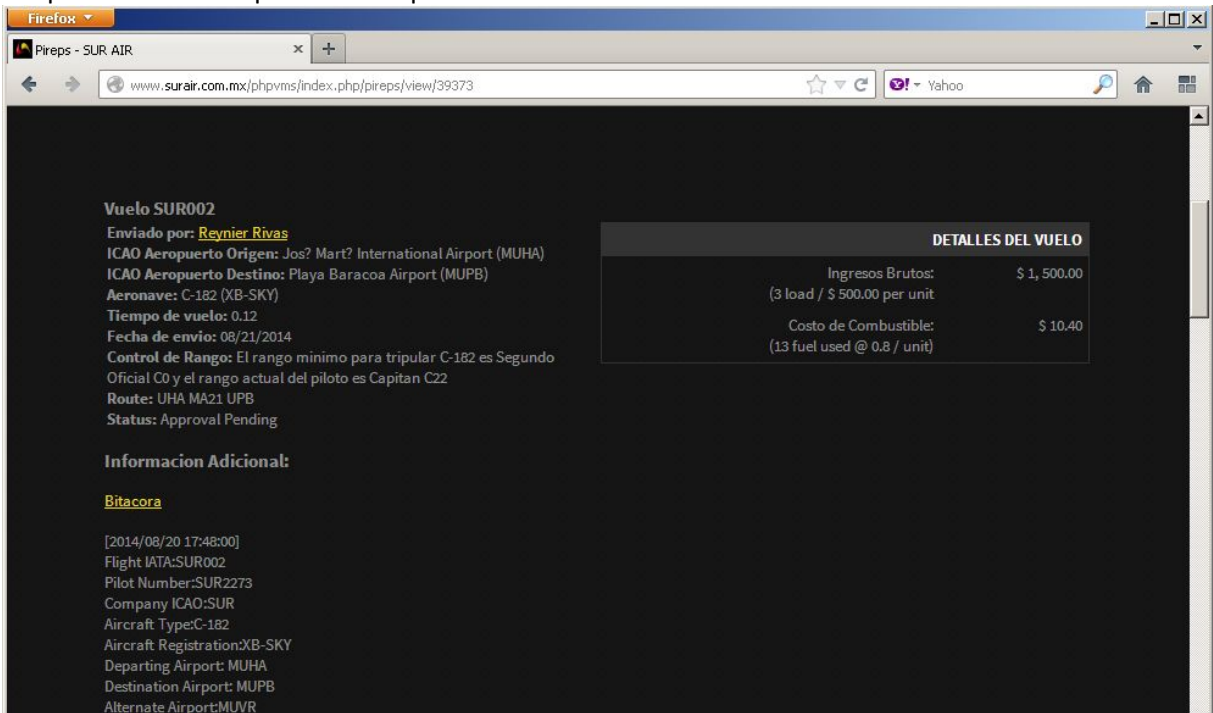 Firefox
Pireps - SUR AIR
www.surair.com.mx/phpvms/index.php/pireps/view/39373
Yahoo
Vuelo SUR002
Enviado por: Reynier Rivas
ICAO Aeropuerto Origen: Jos? Mart? International Airport (MUHA)
ICAO Aeropuerto Destino: Playa Baracoa Airport (MUPB)
Aeronave: C-182 (XB-SKY)
Tiempo de vuelo: 0.12
Fecha de envio: 08/21/2014
Control de Rango: El rango minimo para tripular C-182 es Segundo
Oficial C0 y el rango actual del piloto es Capitan C22
Route: UHA MA21 UPB
Status: Approval Pending
DETALLES DEL VUELO
Ingresos Brutos: $ 1, 500.00
(3 load / $ 500.00 per unit
Costo de Combustible: $ 10.40
(13 fuel used @ 0.8 / unit)
Informacion Adicional:
Bitacora
[2014/08/20 17:48:00]
Flight IATA:SUR002
Pilot Number:SUR2273
Company ICAO:SUR
Aircraft Type:C-182
Aircraft Registration:XB-SKY
Departing Airport: MUHA
Destination Airport: MUPB
Alternate Airport:MUVR